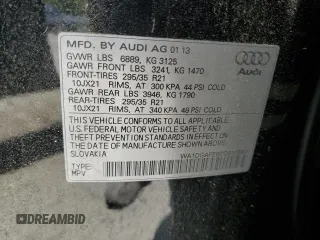 MFD. BY AUDI AG 01 13
GVWR LBS 6889, KG 3125
GAWR FRONT LBS 3241, KG 1470
FRONT-TIRES 295/35 R21
10JX21 RIMS, AT 300 KPA 44 PSI COLD
GAWR REAR LBS 3946, KG 1790
REAR-TIRES 295/35 R21
10JX21 RIMS, AT 340 KPA 49 PSI COLD
THIS VEHICLE CONFORMS TO ALL APPLICABLE
U.S. FEDERAL MOTOR VEHICLE SAFETY BUMPER AND
THEFT PREVENTION STANDARDS IN EFFECT ON
THE DATE OF MANUFACTURE SHOWN ABOVE.
SLOVAKIA
TYPE:
MPV
Audi
DREAMBID